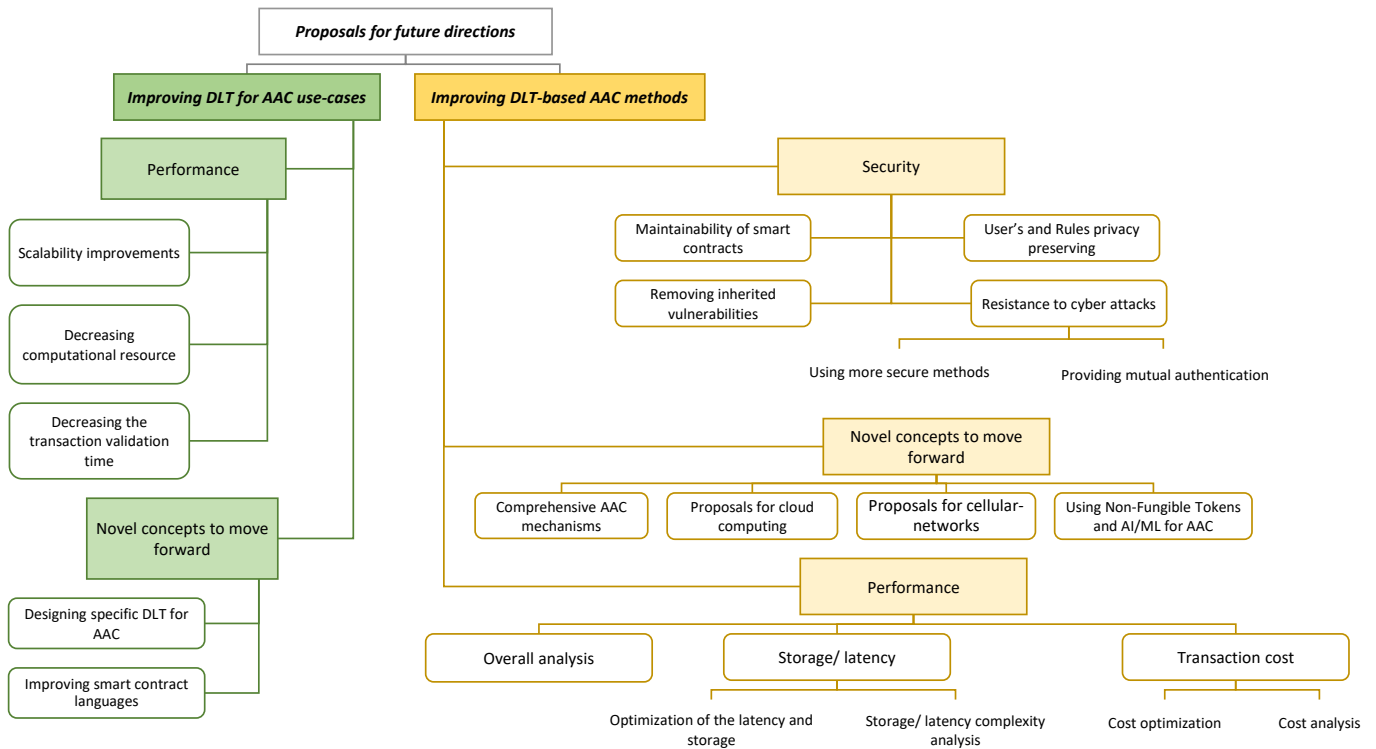 Proposals for future directions
Improving DLT for AAC use-cases
Performance
Scalability improvements
Decreasing
computational resource
Decreasing the
transaction validation
time
Novel concepts to move
forward
Designing specific DLT for
AAC
Improving smart contract
languages
Improving DLT-based AAC methods
Security
Maintainability of smart
contracts
User’s and Rules privacy
preserving
Removing inherited
vulnerabilities
Resistance to cyber attacks
Using more secure methods
Providing mutual authentication
Novel concepts to move
forward
Comprehensive AAC
mechanisms
Proposals for cloud
computing
Proposals for cellular-
networks
Using Non-Fungible Tokens
and AI/ML for AAC
Performance
Overall analysis
Storage/ latency
Transaction cost
Optimization of the latency and
storage
Storage/ latency complexity
analysis
Cost optimization
Cost analysis